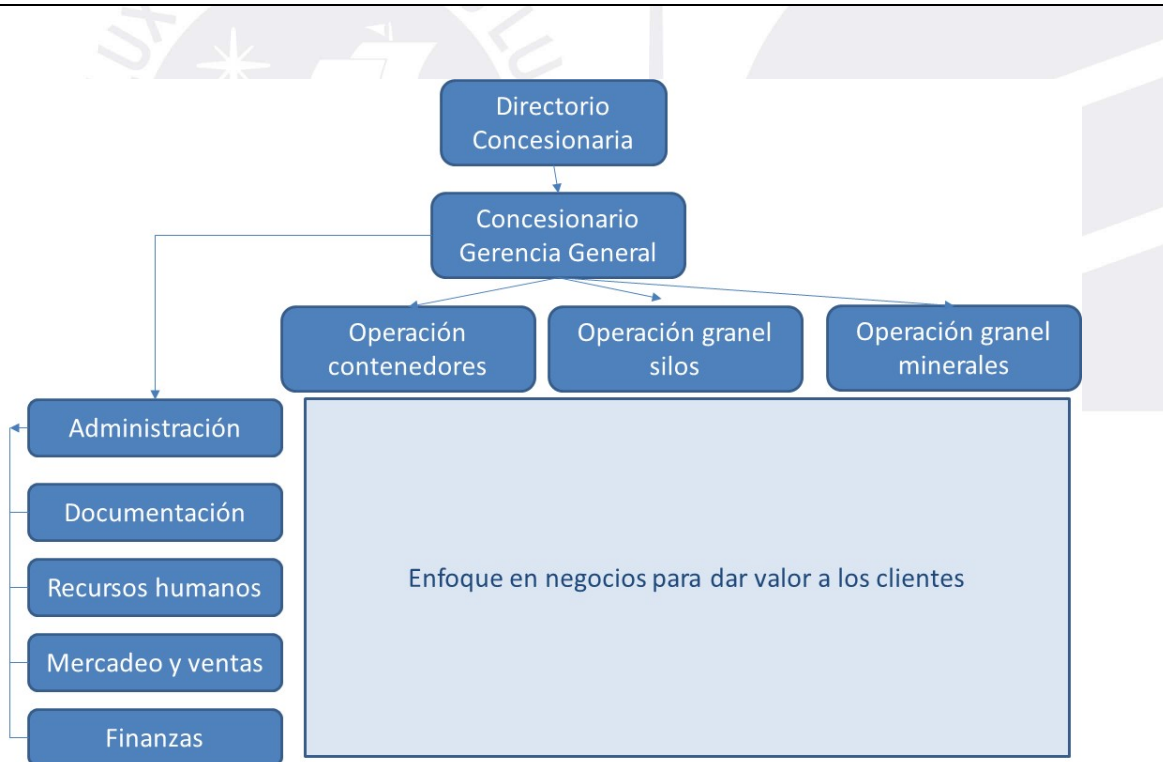 Directorio
Concesionaria
Concesionario
Gerencia General
Operación
contenedores
Operación granel
silos
Operación granel
minerales
Administración
Documentación
Recursos humanos
Mercadeo y ventas
Finanzas
Enfoque en negocios para dar valor a los clientes